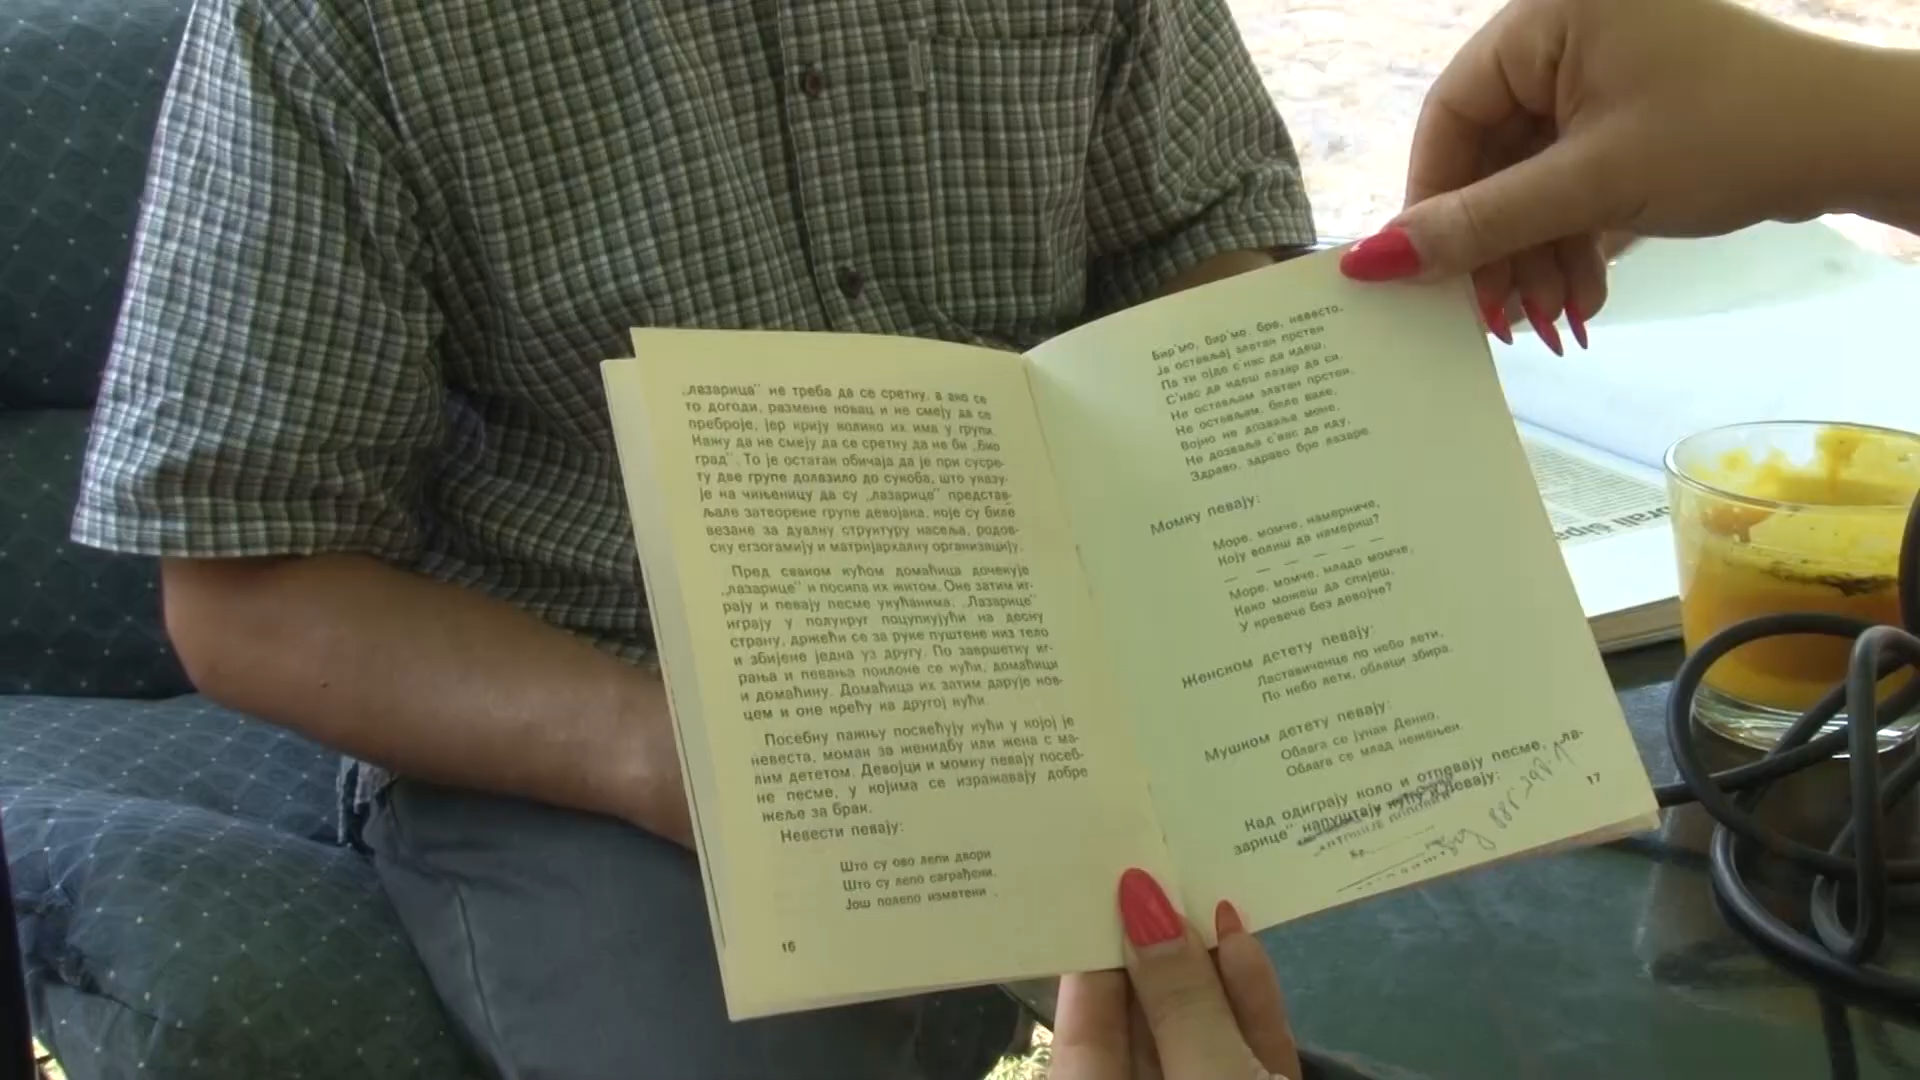 „лазарица" не треба да се сретну, а ако се
то догоди, размене новац и не смеју да се
преброје, јер крију колико их има у групи.
Кажу да не смеју да се сретну да не би „био
град". То је остатак обичаја да је при сусре-
ту две групе долазило до сукоба, што указу-
је на чињеницу да су „лазарице" представ-
љале затворене групе девојака, које су биле
везане за дуалну структуру насеља, родов-
ску егзогамију и матријархалну организацију.
Пред сваком кућом домаћица дочекује
„лазарице" и посипа их житом. Оне затим иг-
рају и певају песме укућанима. „Лазарице"
играју у полукруг поцупкујући на десну
страну, држећи се за руке пуштене низ тело
и збијене једна уз другу. По завршетку иг-
рања и певања поклоне се кући, домаћици
и домаћину. Домаћица их затим дарује нов-
цем и оне крећу ка другој кући.
Посебну пажњу посвећују кући у којој је
невеста, момак за женидбу или жена с ма-
лим дететом. Девојци и момку певају посеб-
не песме, у којима се изражавају добре
жеље за брак.
Невести певају:
Што су ово лепи двори
Што су лепо саграђени.
Још полепо изметени .
16
Бир'мо, бир'мо, бре, невесто,
Ја остављај златан прстен
Па ти ојде с'нас да идеш,
С'нас да идеш лазар да си.
Не остављам златан прстен,
Не остављам, беле виле,
Војно не дозавља мене,
Не дозваља с'вас да иду,
Здраво, здраво бре лазаре.
Момку певају:
Море, момче, намерниче,
Коју волиш да намериш?
— — — — — —
Море, момче, младо момче,
Како можеш да спијеш,
У кревече без девојче?
Женском детету певају:
Ластавиченце по небо лети,
По небо лети, облаци збира.
Мушком детету певају:
Облага се јунак Денко,
Облага се млад нежењен.
Кад одиграју коло и отпевају песме, „ла-
зарице" напуштају кућу и певају:
17